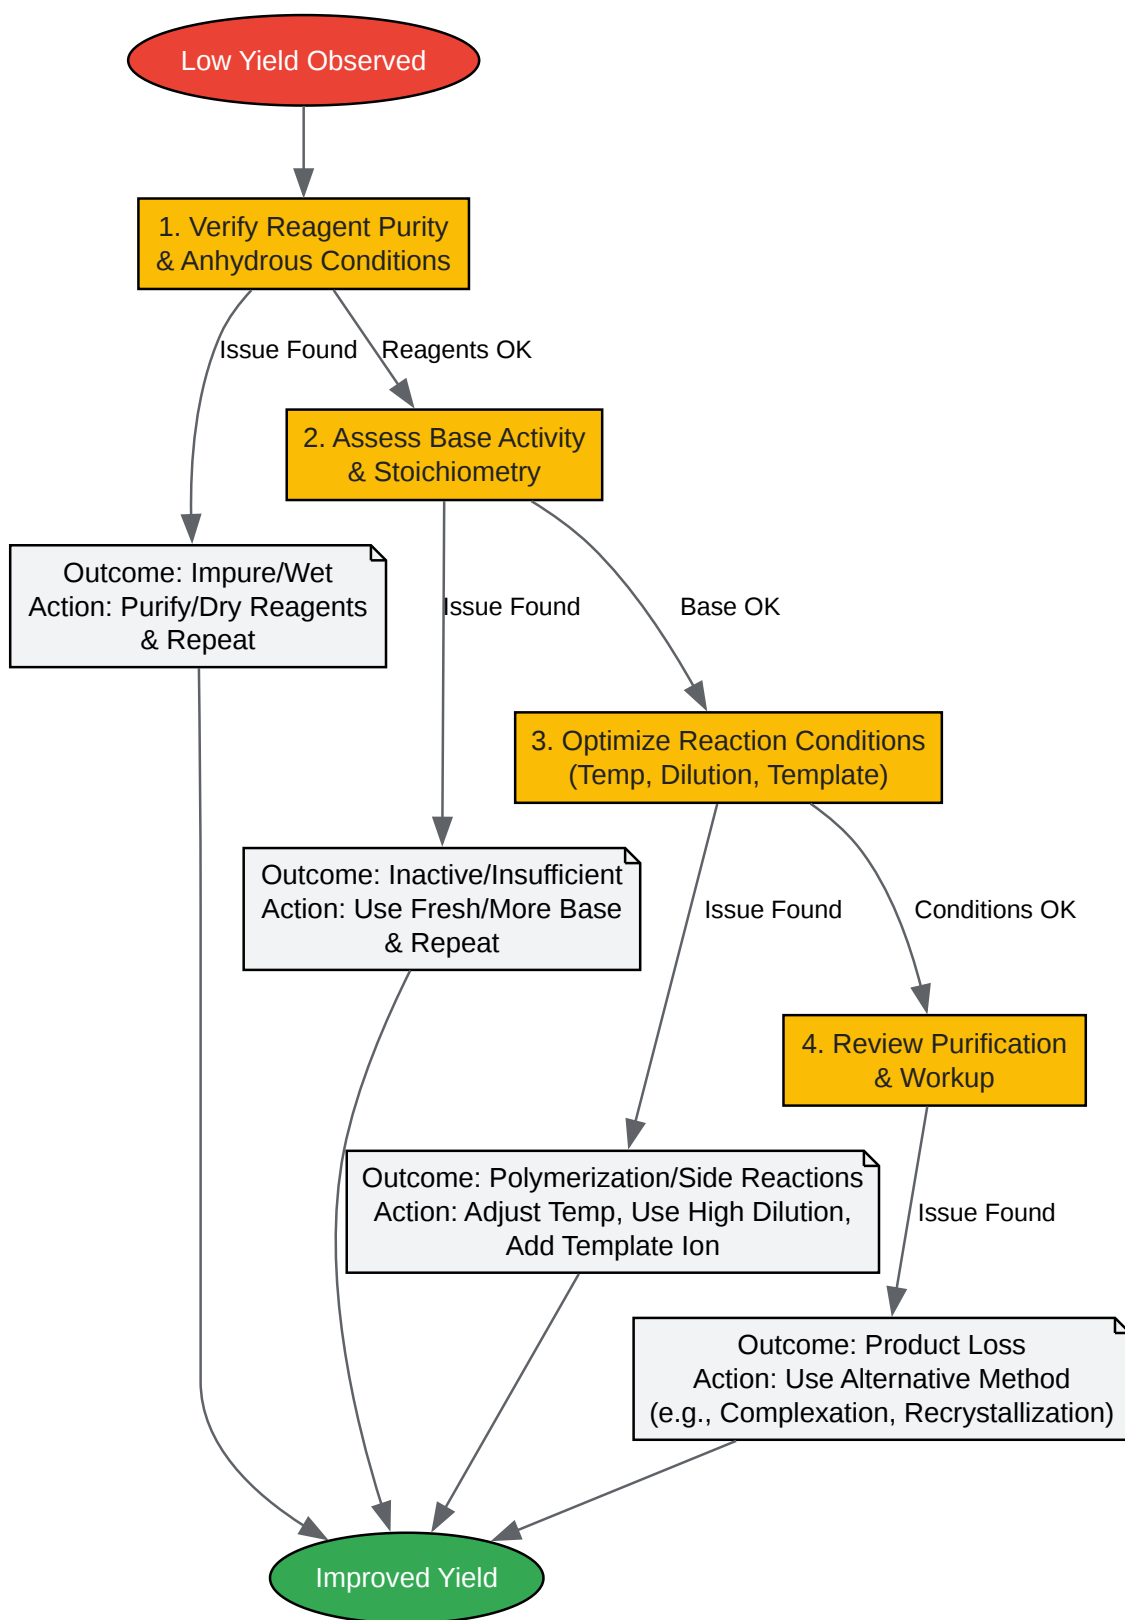 Low Yield Observed
1. Verify Reagent Purity
& Anhydrous Conditions
Issue Found
Reagents OK
2. Assess Base Activity
& Stoichiometry
Outcome: Impure/Wet
Action: Purify/Dry Reagents
& Repeat
Issue Found
Base OK
3. Optimize Reaction Conditions
(Temp, Dilution, Template)
Outcome: Inactive/Insufficient
Action: Use Fresh/More Base
& Repeat
Issue Found
Conditions OK
4. Review Purification
& Workup
Outcome: Polymerization/Side Reactions
Action: Adjust Temp, Use High Dilution,
Add Template Ion
Issue Found
Outcome: Product Loss
Action: Use Alternative Method
(e.g., Complexation, Recrystallization)
Improved Yield